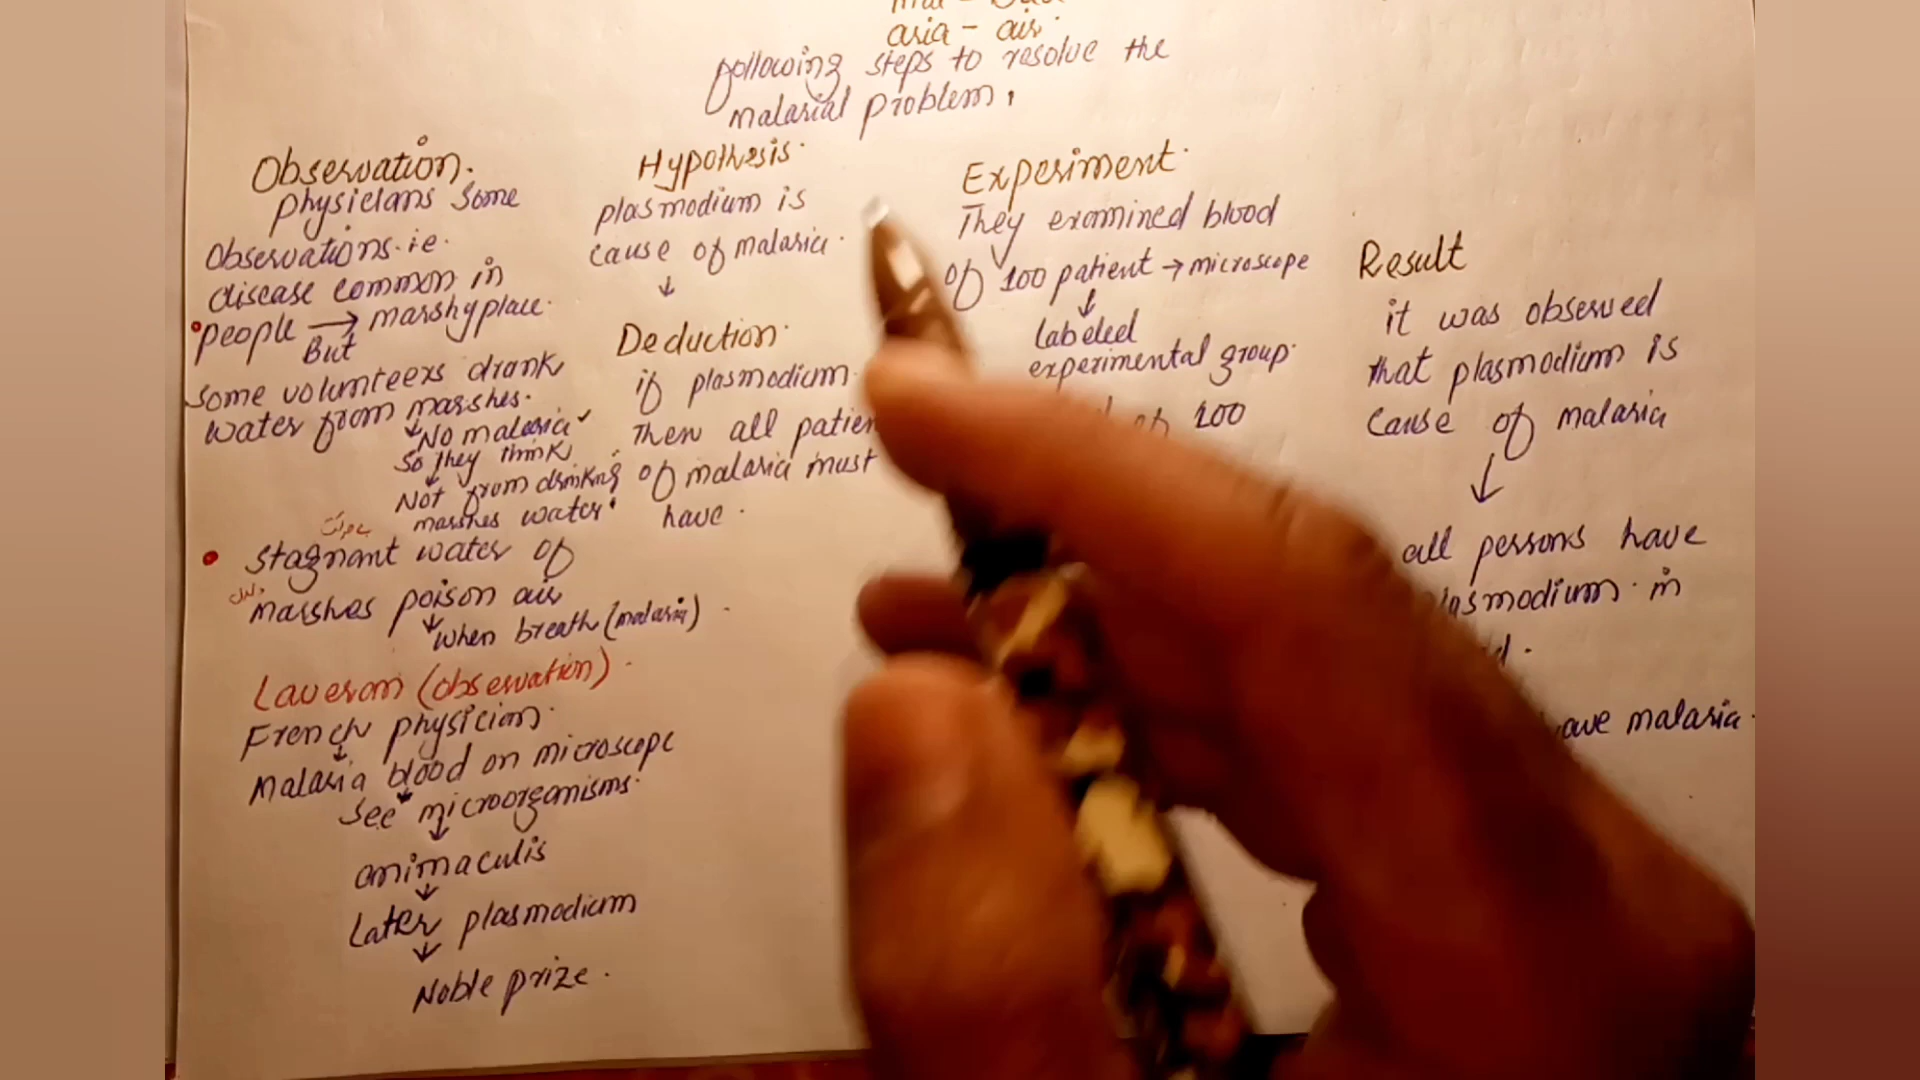 aria - air.
following steps to resolve the
malarial problem.
Observation.
physicians some
observations.i.e.
disease common in
people → marshy place.
But
some volunteers drank
water from marshes.
↓ No malaria ✓
So they think
Not from drinking
marshes water.
Stagnant water of
marshes poison air
↓ when breath (malaria)
Laveran (observation).
French physician.
Malaria blood on microscope
see microorganisms.
animaculis
Later plasmodium
Noble prize.
Hypothesis.
plasmodium is
cause of malaria.
Deduction.
if plasmodium
Then all patien
of malaria must
have.
Experiment.
They examined blood
of 100 patient → microscope
labeled
experimental group.
of 100
Result
it was observed
that plasmodium is
cause of malaria
all persons have
lasmodium in
ave malaria.